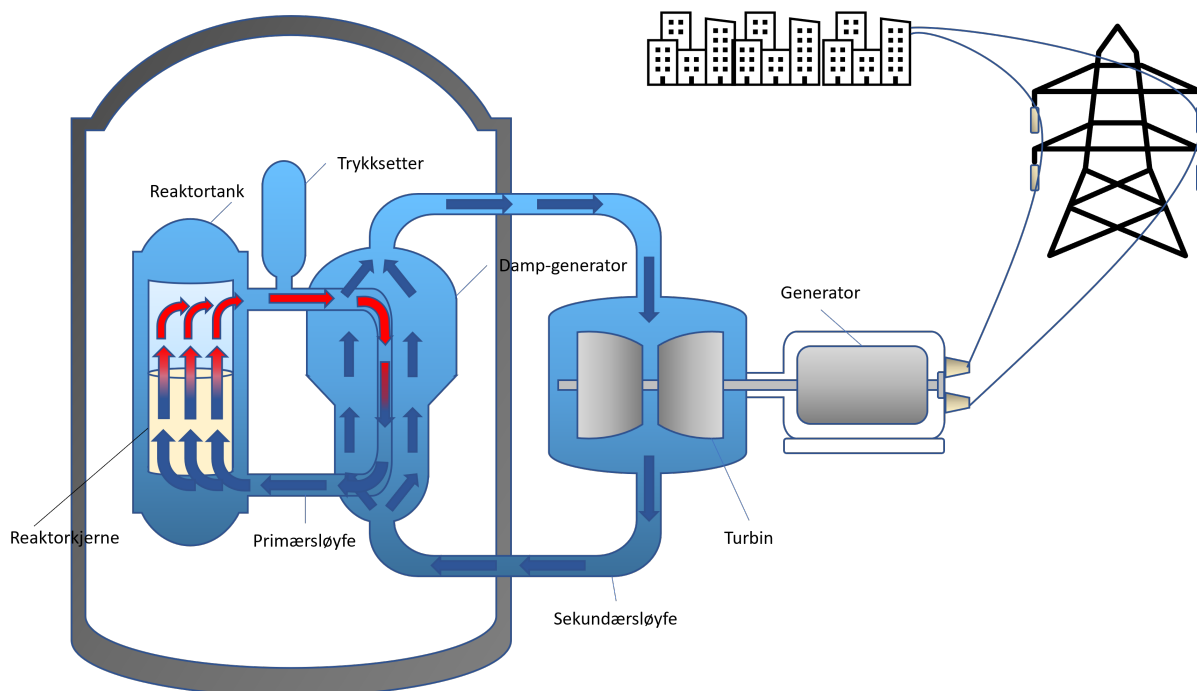 Trykksetter
Reaktortank
Damp-generator
Generator
Reaktorkjerne
Primærsløyfe
Turbin
Sekundærsløyfe